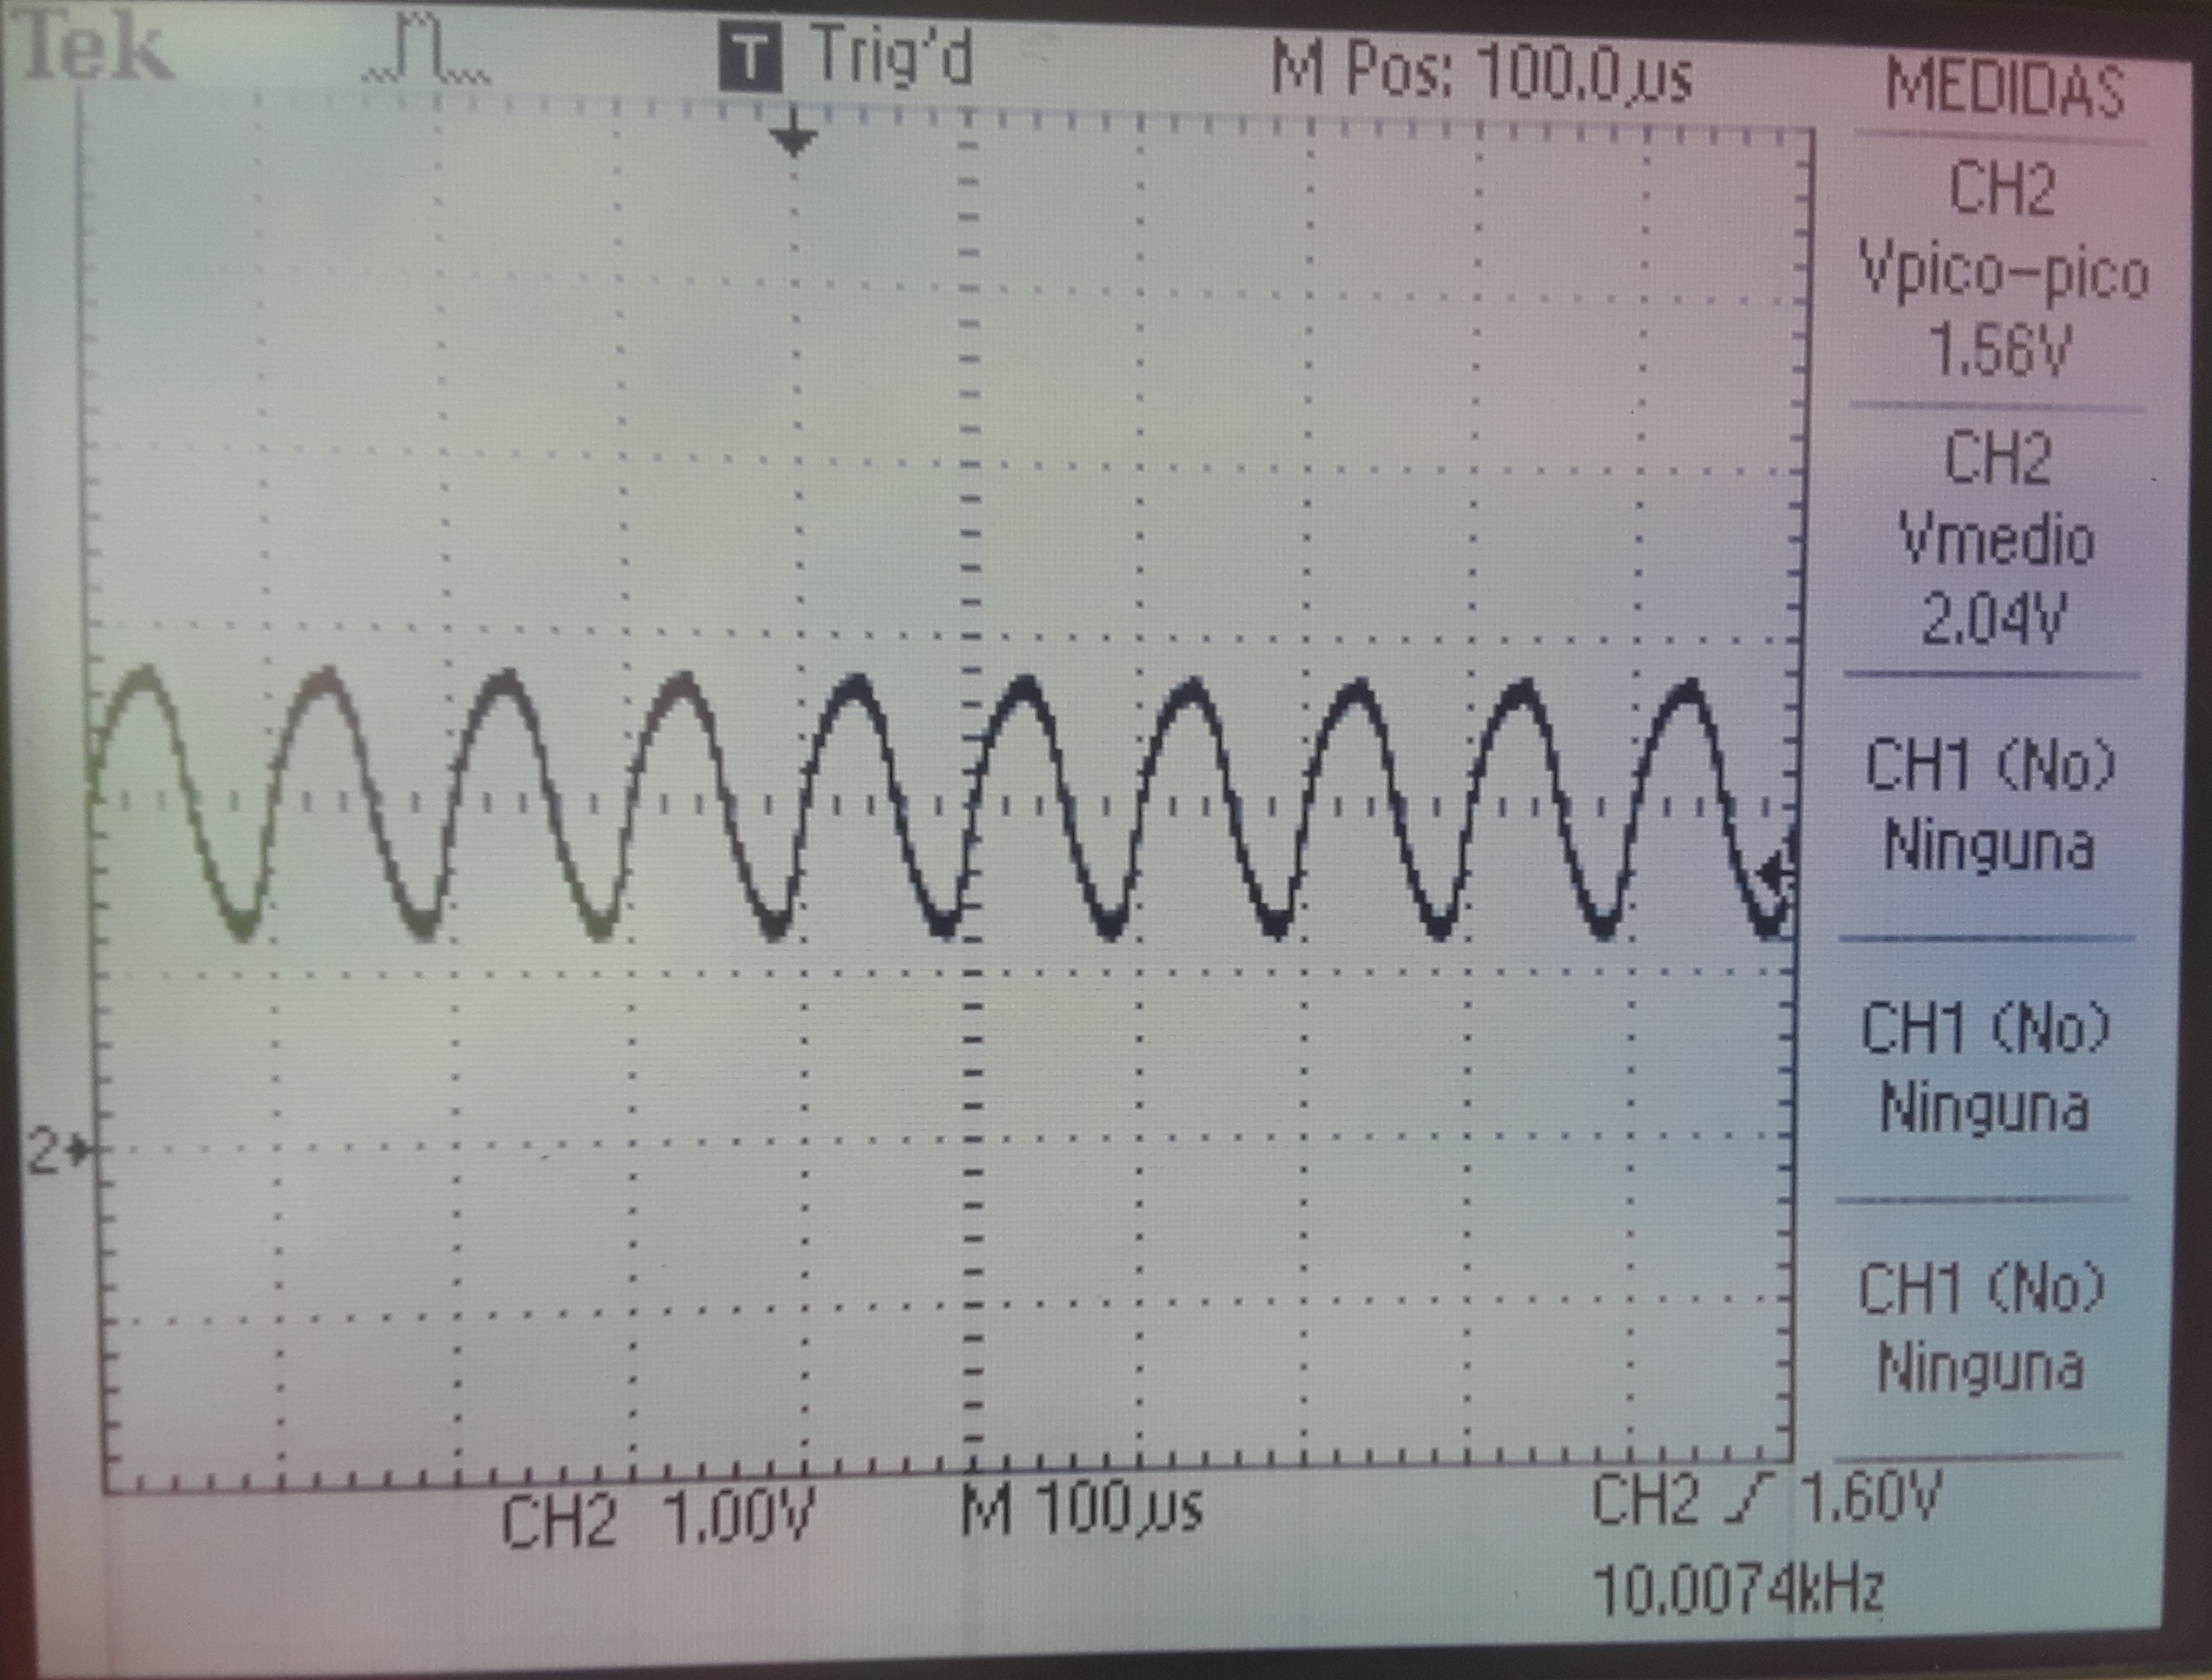 Tek T Trig'd M Pos: 100.0µs
MEDIDAS
CH2
Vpico-pico
1.56V
CH2
Vmedio
2.04V
CH1 (No)
Ninguna
CH1 (No)
Ninguna
CH1 (No)
Ninguna
2
CH2 1.00V M 100µs CH2 1.60V
10.0074kHz